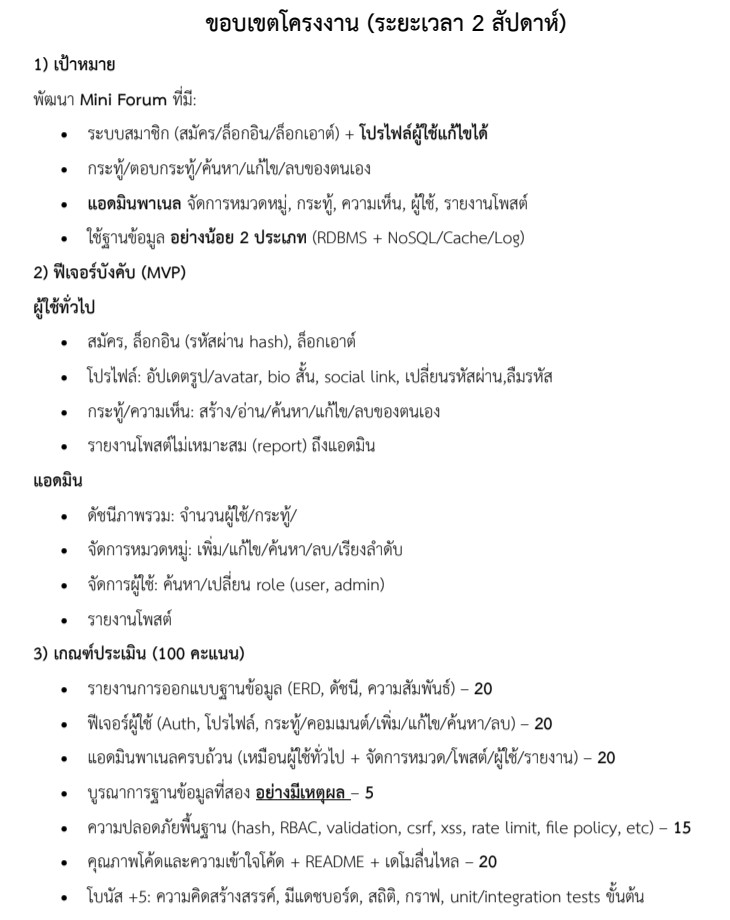 ขอบเขตโครงงาน (ระยะเวลา 2 สัปดาห์)
1) เป้าหมาย
พัฒนา Mini Forum ที่มี:
• ระบบสมาชิก (สมัคร/ล็อกอิน/ล็อกเอาต์) + โปรไฟล์ผู้ใช้แก้ไขได้
• กระทู้/ตอบกระทู้/ค้นหา/แก้ไข/ลบของตนเอง
• แอดมินพาเนล จัดการหมวดหมู่, กระทู้, ความเห็น, ผู้ใช้, รายงานโพสต์
• ใช้ฐานข้อมูล อย่างน้อย 2 ประเภท (RDBMS + NoSQL/Cache/Log)
2) ฟีเจอร์บังคับ (MVP)
ผู้ใช้ทั่วไป
• สมัคร, ล็อกอิน (รหัสผ่าน hash), ล็อกเอาต์
• โปรไฟล์: อัปเดตรูป/avatar, bio สั้น, social link, เปลี่ยนรหัสผ่าน,ลืมรหัส
• กระทู้/ความเห็น: สร้าง/อ่าน/ค้นหา/แก้ไข/ลบของตนเอง
• รายงานโพสต์ไม่เหมาะสม (report) ถึงแอดมิน
แอดมิน
• ดัชนีภาพรวม: จำนวนผู้ใช้/กระทู้/
• จัดการหมวดหมู่: เพิ่ม/แก้ไข/ค้นหา/ลบ/เรียงลำดับ
• จัดการผู้ใช้: ค้นหา/เปลี่ยน role (user, admin)
• รายงานโพสต์
3) เกณฑ์ประเมิน (100 คะแนน)
• รายงานการออกแบบฐานข้อมูล (ERD, ดัชนี, ความสัมพันธ์) – 20
• ฟีเจอร์ผู้ใช้ (Auth, โปรไฟล์, กระทู้/คอมเมนต์/เพิ่ม/แก้ไข/ค้นหา/ลบ) – 20
• แอดมินพาเนลครบถ้วน (เหมือนผู้ใช้ทั่วไป + จัดการหมวด/โพสต์/ผู้ใช้/รายงาน) – 20
• บูรณาการฐานข้อมูลที่สอง อย่างมีเหตุผล – 5
• ความปลอดภัยพื้นฐาน (hash, RBAC, validation, csrf, xss, rate limit, file policy, etc) – 15
• คุณภาพโค้ดและความเข้าใจโค้ด + README + เดโมลื่นไหล – 20
• โบนัส +5: ความคิดสร้างสรรค์, มีแดชบอร์ด, สถิติ, กราฟ, unit/integration tests ขั้นต้น